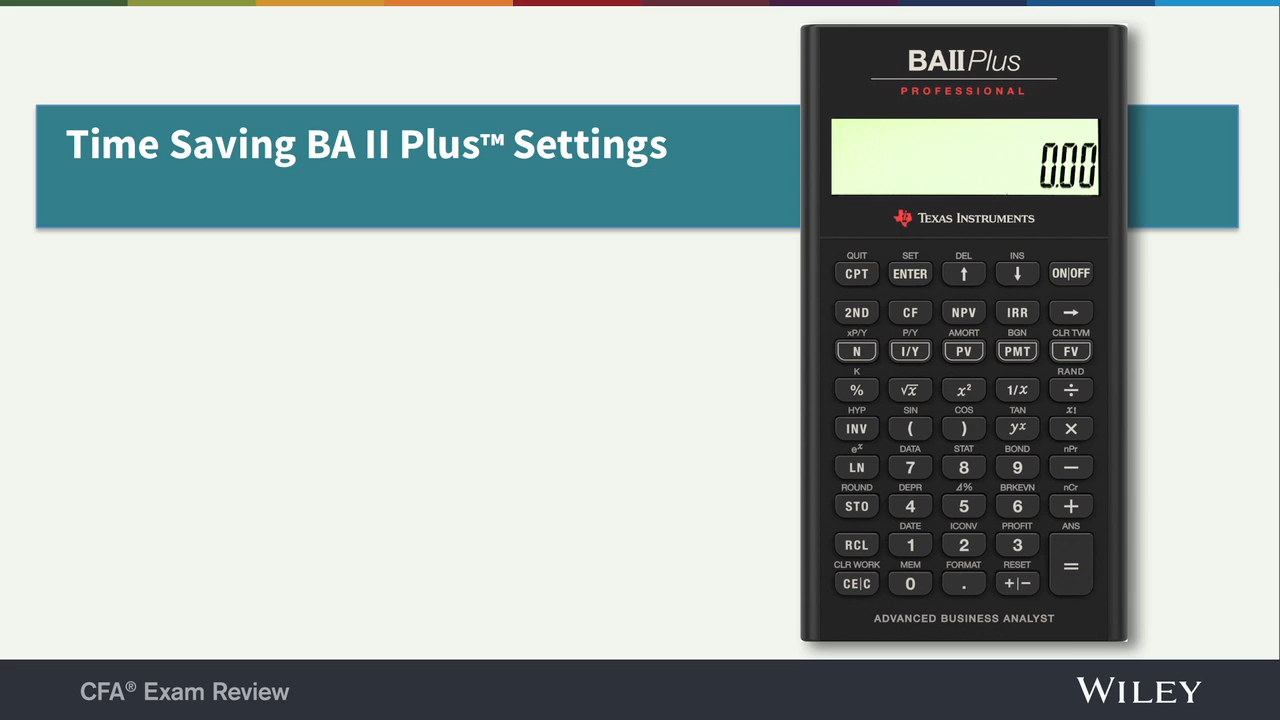 BAII Plus
PROFESSIONAL
Time Saving BA II Plus™ Settings
0.00
TEXAS INSTRUMENTS
QUIT SET DEL INS
CPT ENTER ↑ ↓ ON|OFF
2ND CF NPV IRR →
xP/Y P/Y AMORT BGN CLR TVM
N I/Y PV PMT FV
K RAND
% √x x² 1/x ÷
HYP SIN COS TAN x!
INV ( ) yˣ ×
eˣ DATA STAT BOND nPr
LN 7 8 9 −
ROUND DEPR Δ% BRKEVN nCr
STO 4 5 6 +
DATE ICONV PROFIT ANS
RCL 1 2 3 =
CLR WORK MEM FORMAT RESET
CE|C 0 . +|−
ADVANCED BUSINESS ANALYST
CFA® Exam Review
WILEY